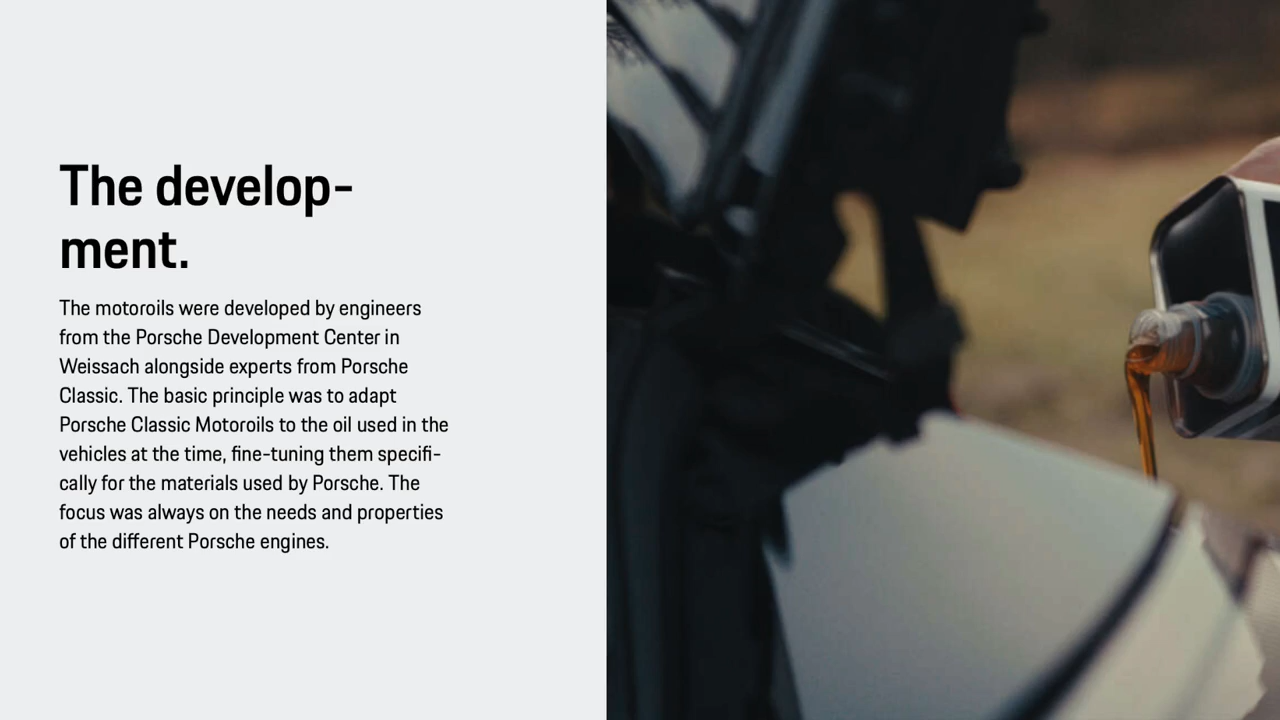 The develop-
ment.
The motoroils were developed by engineers
from the Porsche Development Center in
Weissach alongside experts from Porsche
Classic. The basic principle was to adapt
Porsche Classic Motoroils to the oil used in the
vehicles at the time, fine-tuning them specifi-
cally for the materials used by Porsche. The
focus was always on the needs and properties
of the different Porsche engines.